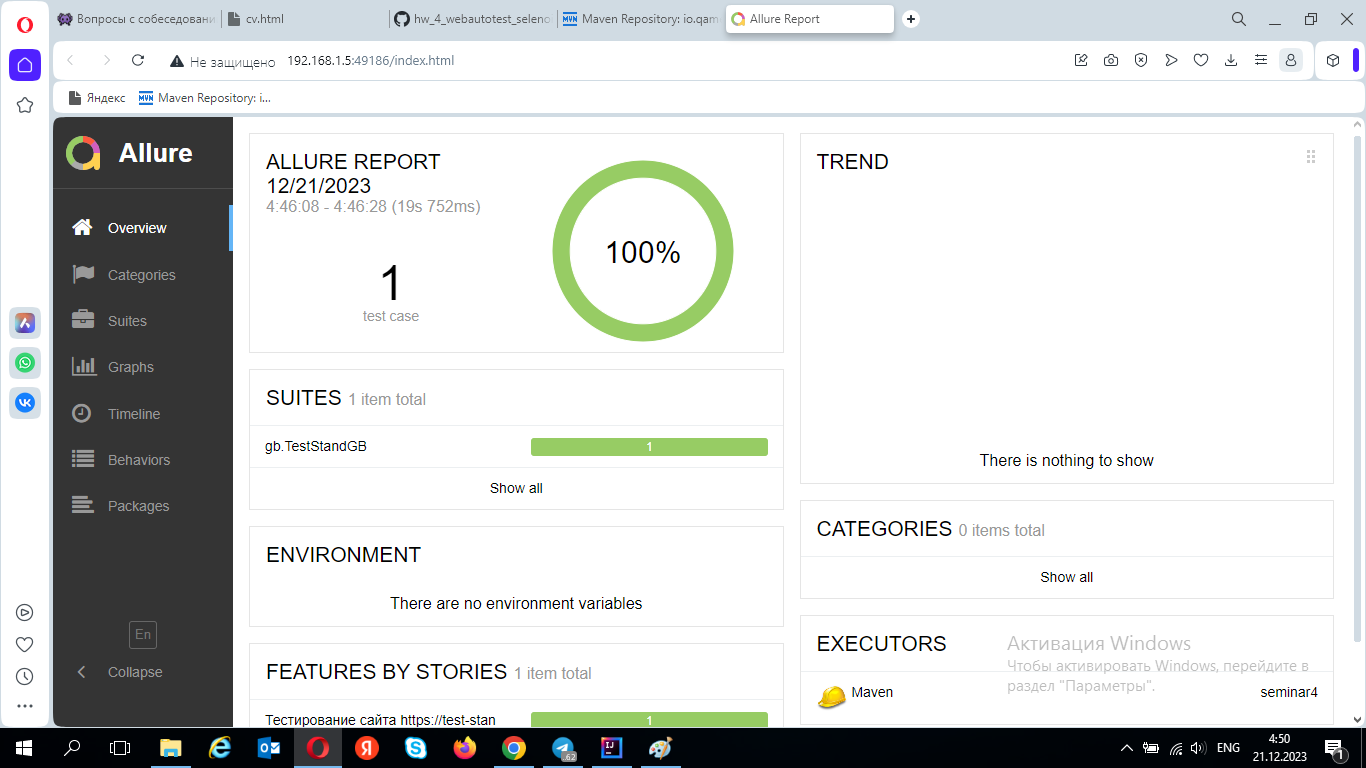 Вопросы с собеседовани
cv.html
hw_4_webautotest_seleno
Maven Repository: io.qam
Allure Report
Не защищено
192.168.1.5:49186/index.html
Яндекс
Maven Repository: i...
Allure
Overview
Categories
Suites
Graphs
Timeline
Behaviors
Packages
En
Collapse
ALLURE REPORT
12/21/2023
4:46:08 - 4:46:28 (19s 752ms)
1
test case
100%
SUITES 1 item total
gb.TestStandGB 1
Show all
ENVIRONMENT
There are no environment variables
FEATURES BY STORIES 1 item total
Тестирование сайта https://test-stan 1
TREND
There is nothing to show
CATEGORIES 0 items total
Show all
EXECUTORS
Maven seminar4
Активация Windows
Чтобы активировать Windows, перейдите в
раздел "Параметры".
.62
ENG
4:50
21.12.2023
1